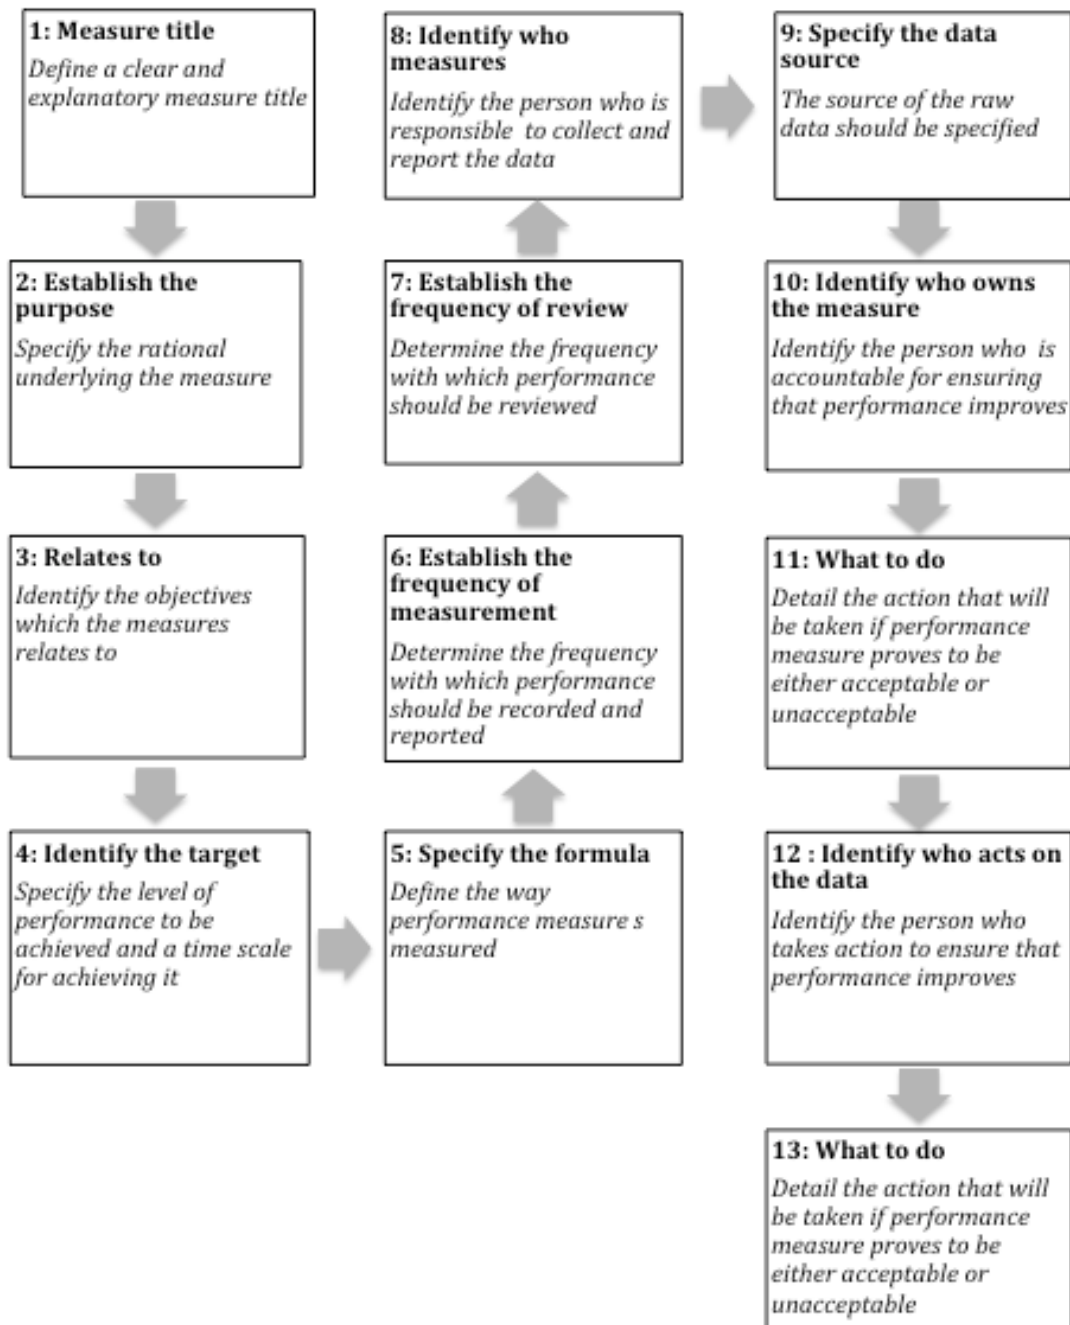 1: Measure title
Define a clear and
explanatory measure title
2: Establish the
purpose
Specify the rational
underlying the measure
3: Relates to
Identify the objectives
which the measures
relates to
4: Identify the target
Specify the level of
performance to be
achieved and a time scale
for achieving it
5: Specify the formula
Define the way
performance measure s
measured
6: Establish the
frequency of
measurement
Determine the frequency
with which performance
should be recorded and
reported
7: Establish the
frequency of review
Determine the frequency
with which performance
should be reviewed
8: Identify who
measures
Identify the person who is
responsible  to collect and
report the data
9: Specify the data
source
The source of the raw
data should be specified
10: Identify who owns
the measure
Identify the person who  is
accountable for ensuring
that performance improves
11: What to do
Detail the action that will
be taken if performance
measure proves to be
either acceptable or
unacceptable
12 : Identify who acts on
the data
Identify the person who
takes action to ensure that
performance improves
13: What to do
Detail the action that will
be taken if performance
measure proves to be
either acceptable or
unacceptable